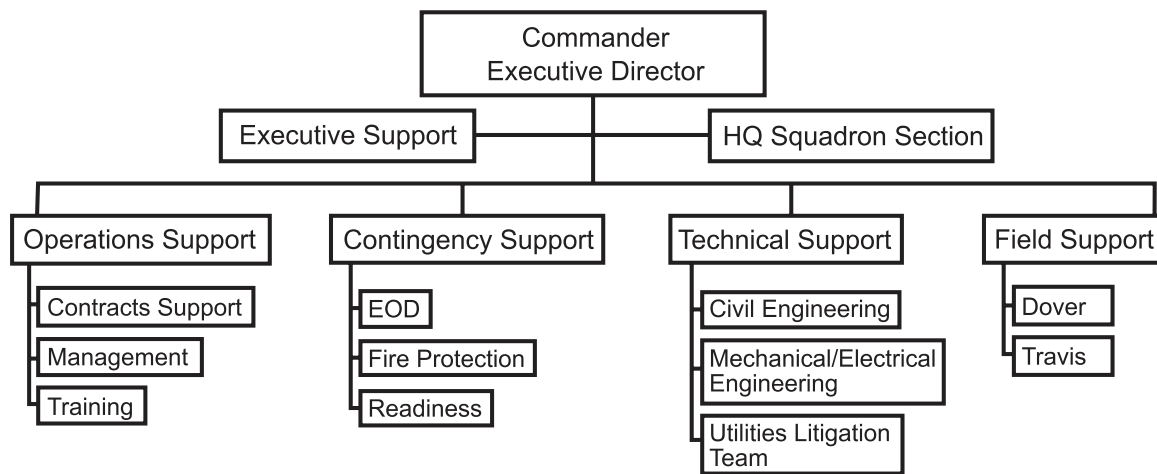 Commander
Executive Director
Executive Support
HQ Squadron Section
Operations Support
Contingency Support
Technical Support
Field Support
Contracts Support
Management
Training
EOD
Fire Protection
Readiness
Civil Engineering
Mechanical/Electrical
Engineering
Utilities Litigation
Team
Dover
Travis